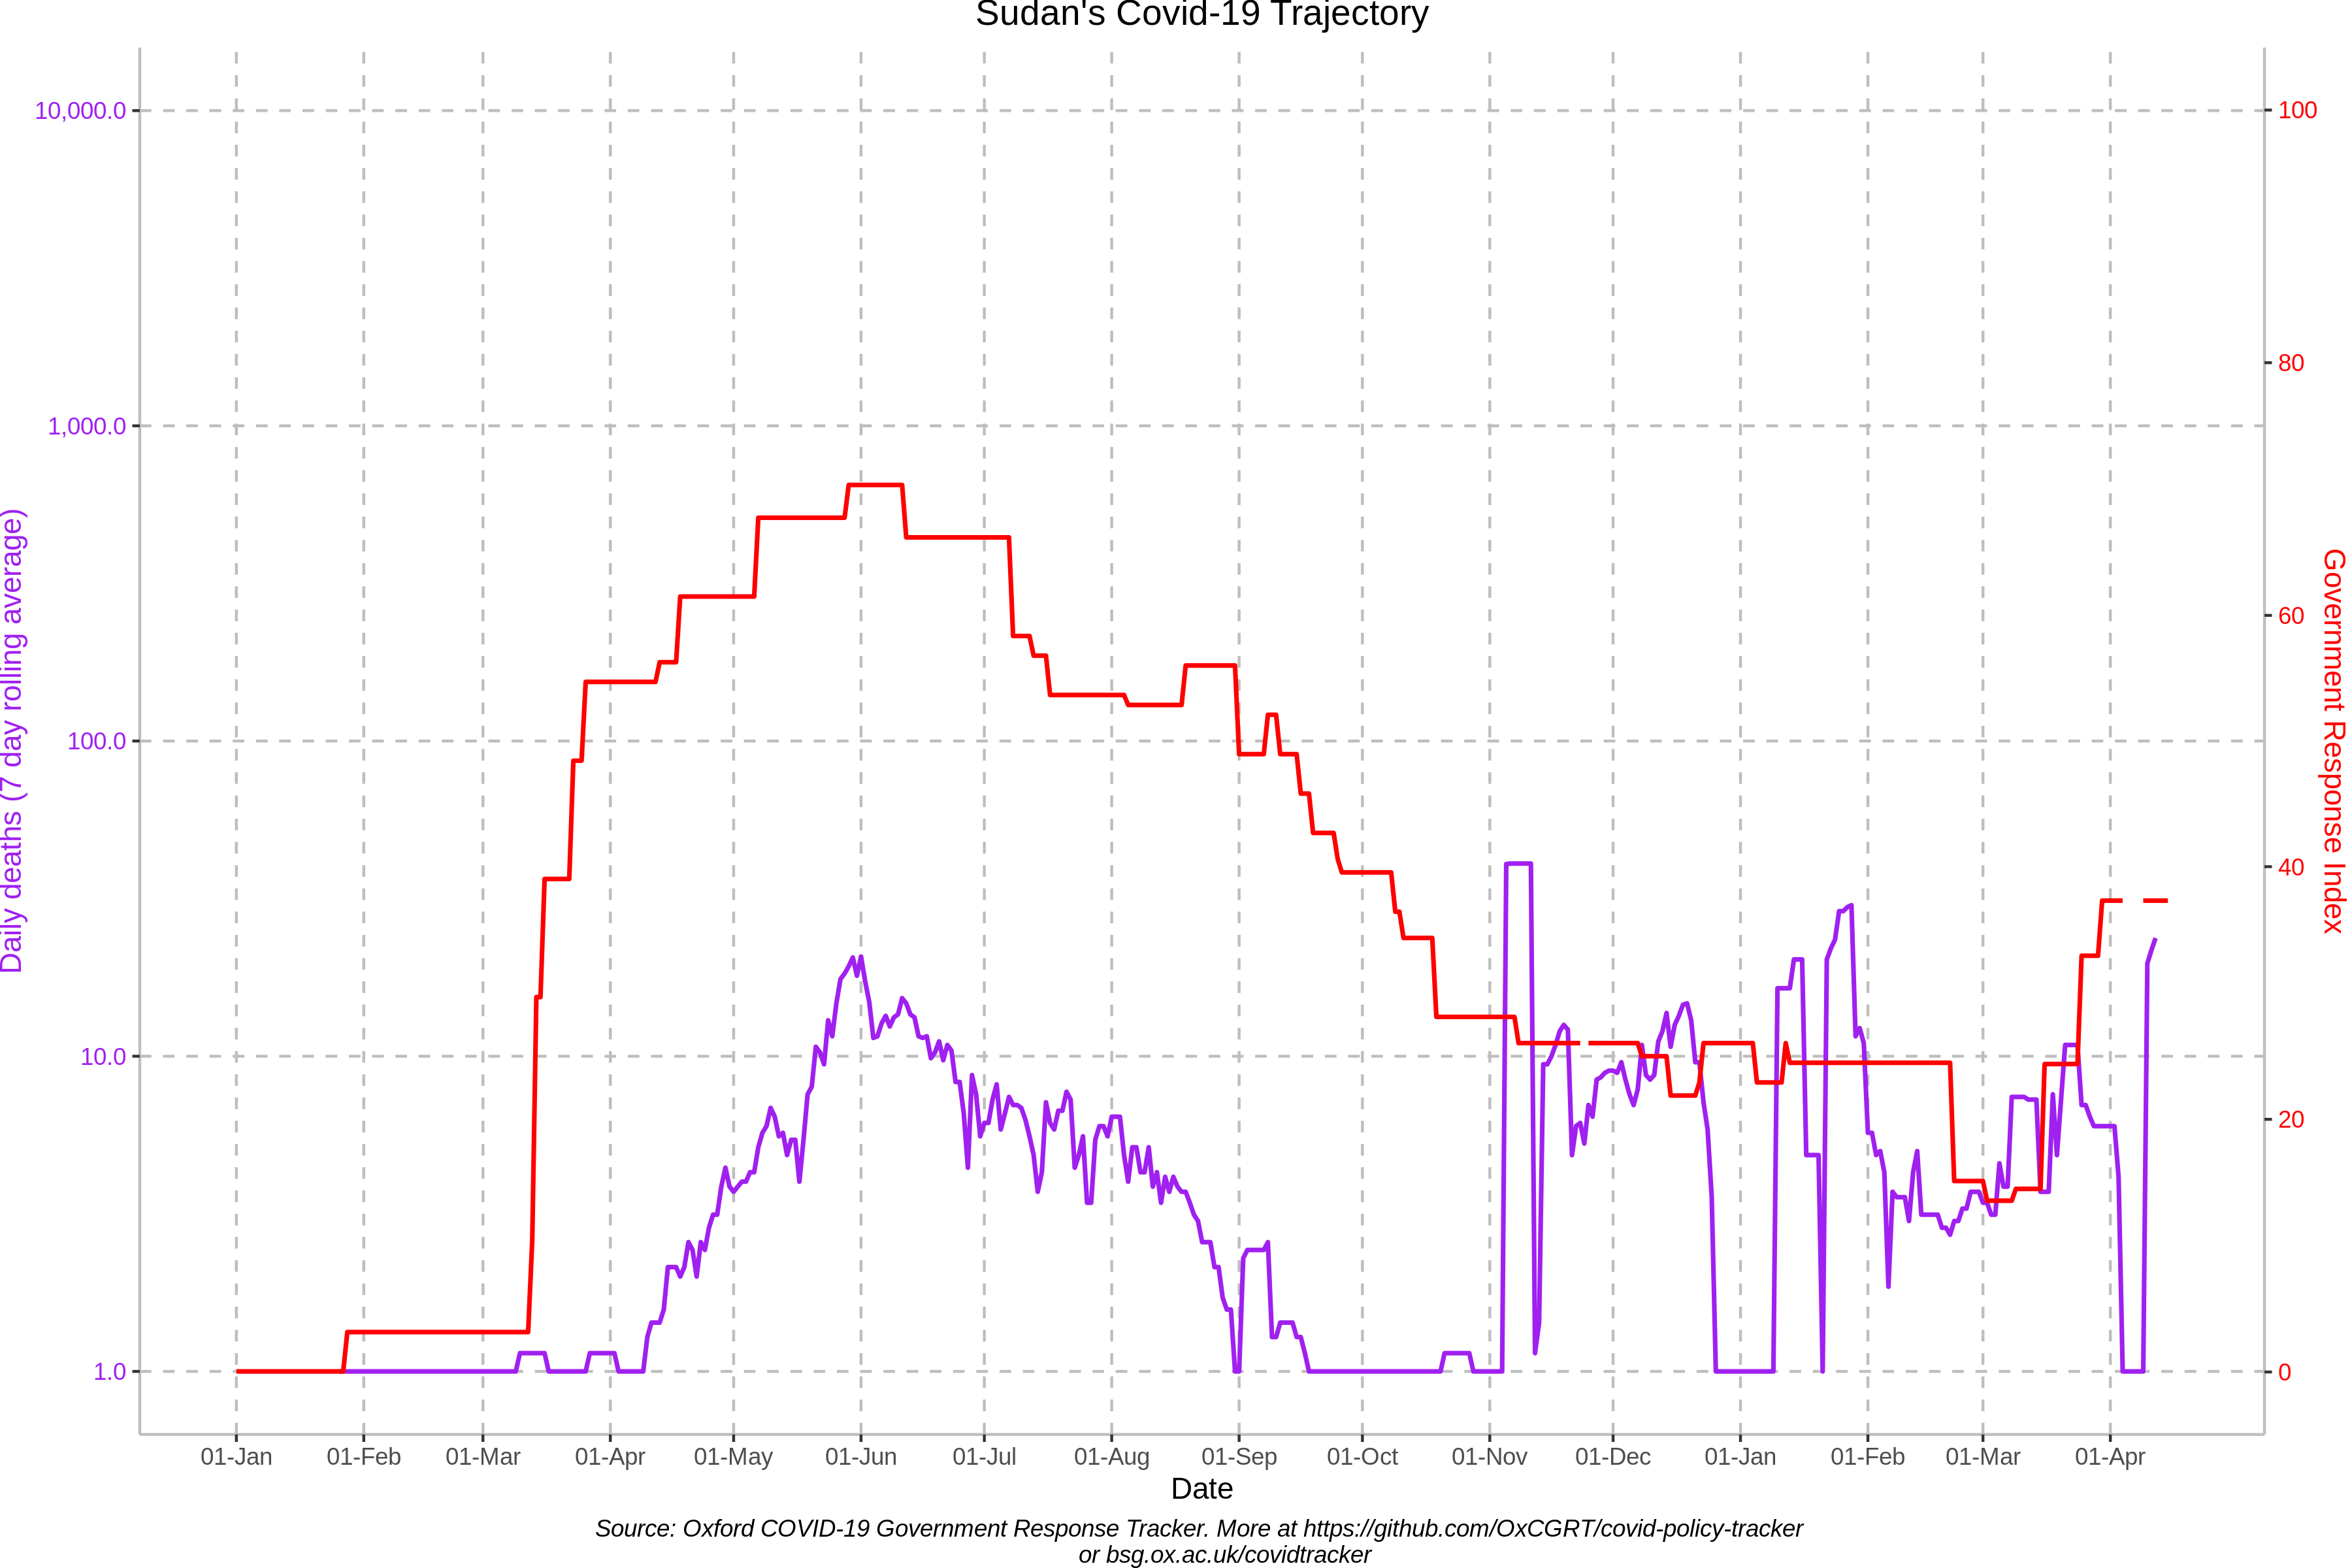 Sudan's Covid-19 Trajectory
10,000.0
1,000.0
100.0
10.0
1.0
Daily deaths (7 day rolling average)
100
80
60
40
20
0
Government Response Index
01-Jan
01-Feb
01-Mar
01-Apr
01-May
01-Jun
01-Jul
01-Aug
01-Sep
01-Oct
01-Nov
01-Dec
01-Jan
01-Feb
01-Mar
01-Apr
Date
Source: Oxford COVID-19 Government Response Tracker. More at https://github.com/OxCGRT/covid-policy-tracker
or bsg.ox.ac.uk/covidtracker